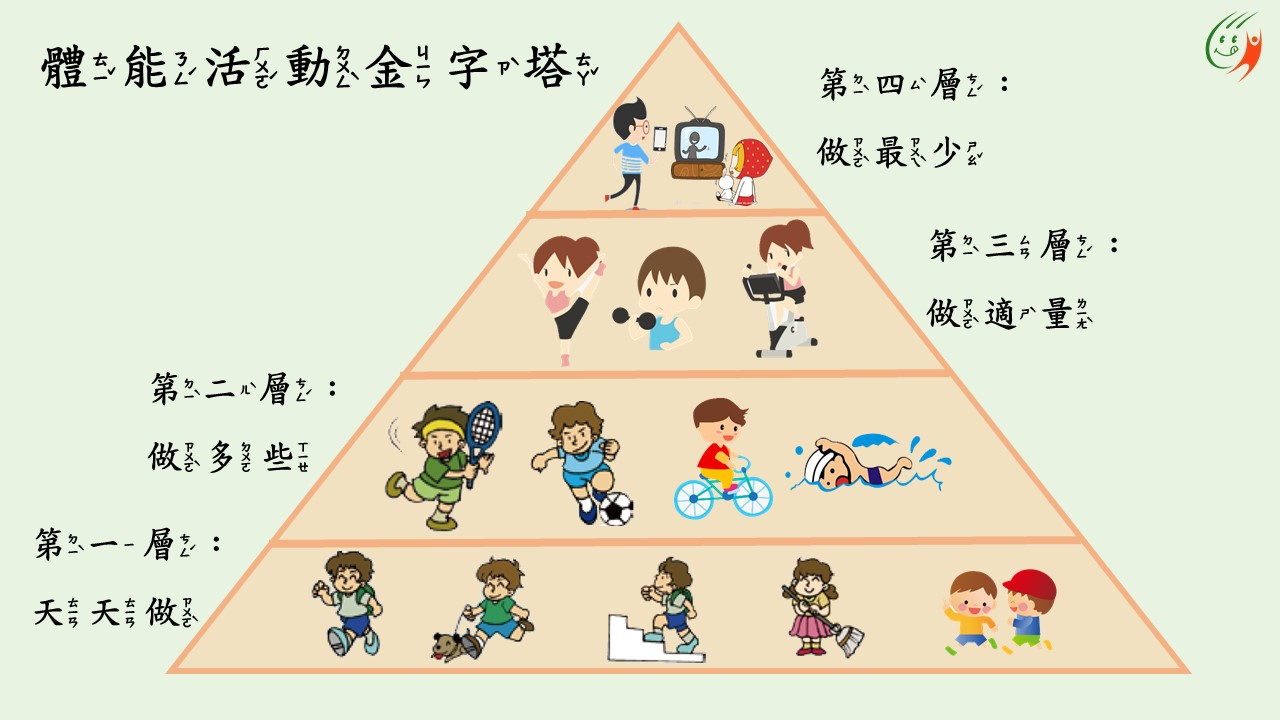 體能活動金字塔
第四層：
做最少
第三層：
做適量
第二層：
做多些
第一層：
天天做